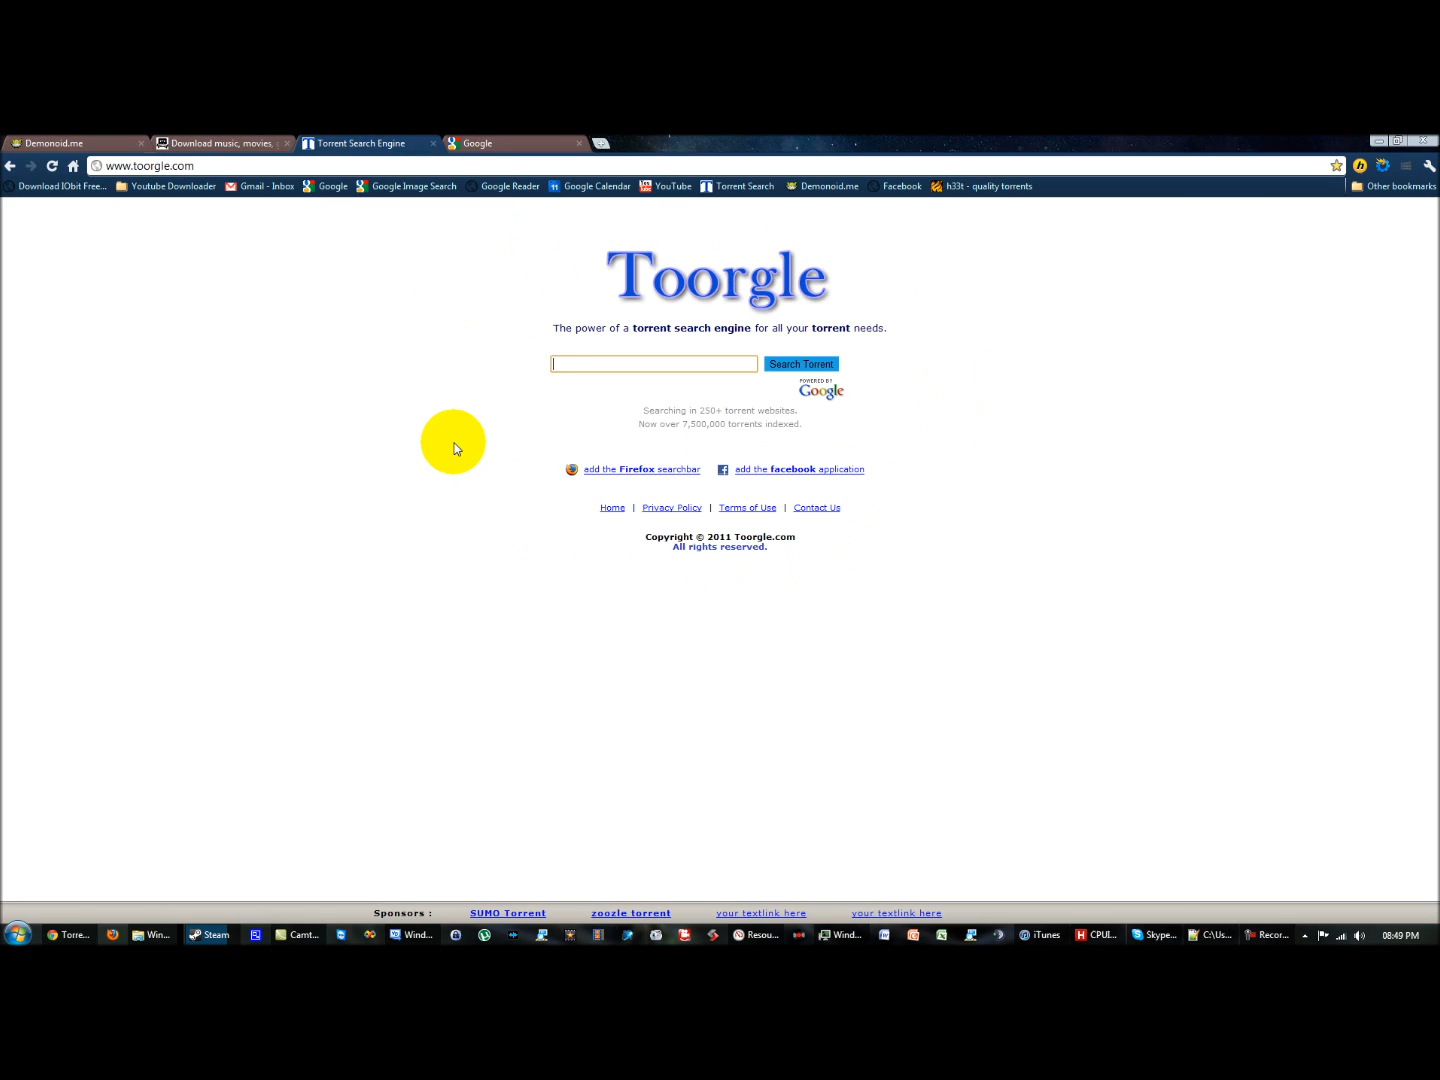 Demonoid.me
Download music, movies, g
Torrent Search Engine
Google
www.toorgle.com
Download IObit Free...
Youtube Downloader
Gmail - Inbox
Google
Google Image Search
Google Reader
11
Google Calendar
YouTube
Torrent Search
Demonoid.me
Facebook
h33t - quality torrents
Other bookmarks
Toorgle
The power of a torrent search engine for all your torrent needs.
Search Torrent
POWERED BY
Google
Searching in 250+ torrent websites.
Now over 7,500,000 torrents indexed.
add the Firefox searchbar
add the facebook application
Home | Privacy Policy | Terms of Use | Contact Us
Copyright © 2011 Toorgle.com
All rights reserved.
Sponsors :
SUMO Torrent
zoozle torrent
your textlink here
your textlink here
Torre...
Win...
Steam
Camt...
Wind...
Resou...
Wind...
iTunes
CPUI...
Skype...
C:\Us...
Recor...
08:49 PM